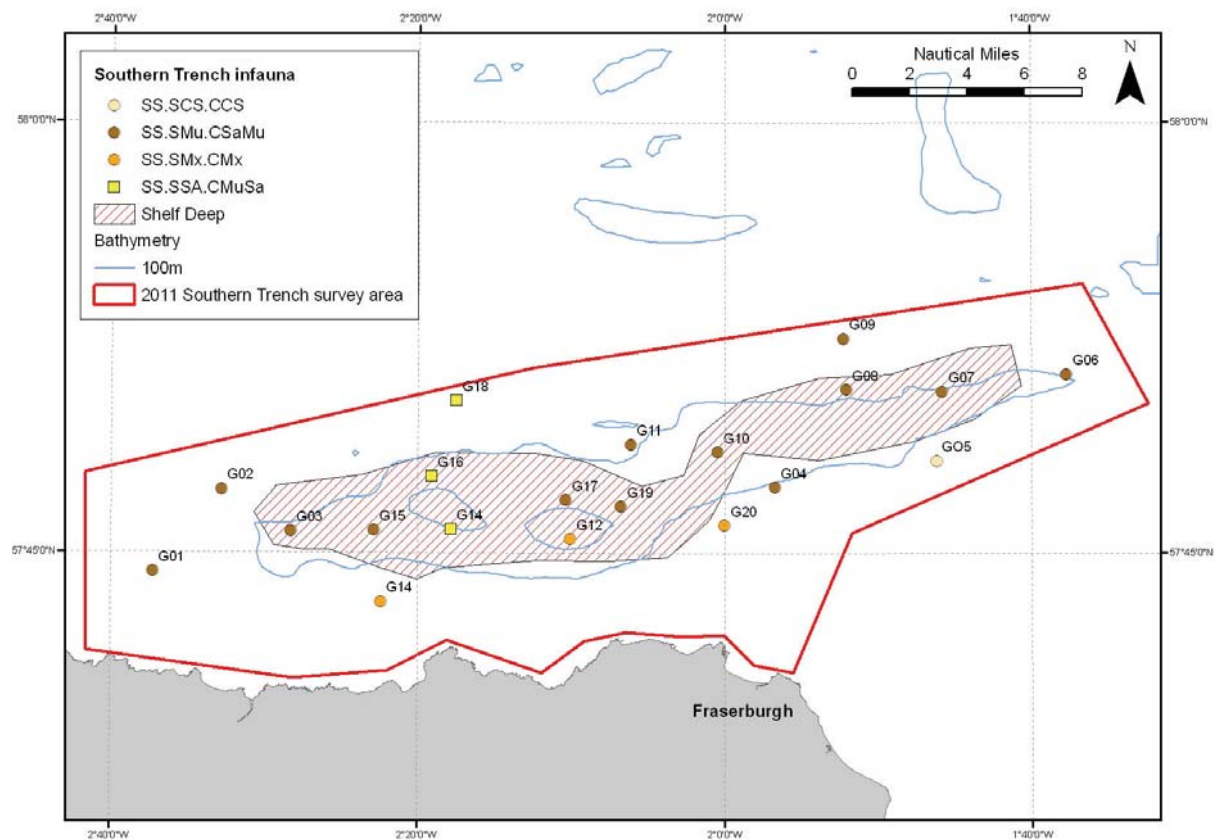 2°40'0"W 2°20'0"W 2°0'0"W 1°40'0"W
Southern Trench infauna
SS.SCS.CCS
SS.SMu.CSaMu
SS.SMx.CMx
SS.SSA.CMuSa
Shelf Deep
Bathymetry
100m
2011 Southern Trench survey area
Nautical Miles
0 2 4 6 8
N
58°0'0"N 58°0'0"N
G09
G06
G18
G08
G07
G11
G10
GO5
G02
G16
G04
G17
G19
G03
G15
G14
G12
G20
57°45'0"N 57°45'0"N
G01
G14
Fraserburgh
2°40'0"W 2°20'0"W 2°0'0"W 1°40'0"W